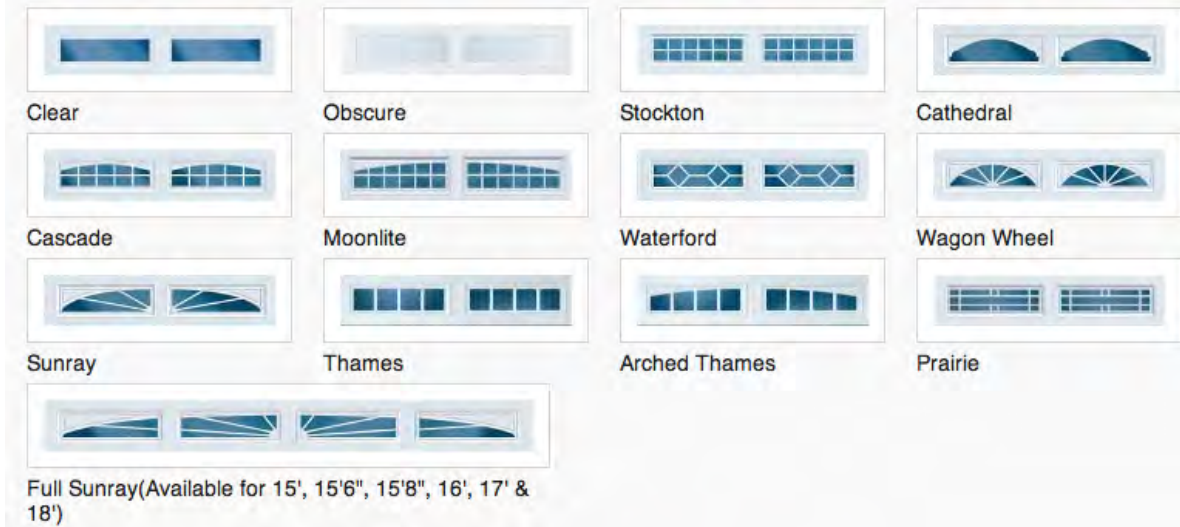 Clear
Obscure
Stockton
Cathedral
Cascade
Moonlite
Waterford
Wagon Wheel
Sunray
Thames
Arched Thames
Prairie
Full Sunray(Available for 15', 15'6", 15'8", 16', 17' &
18')